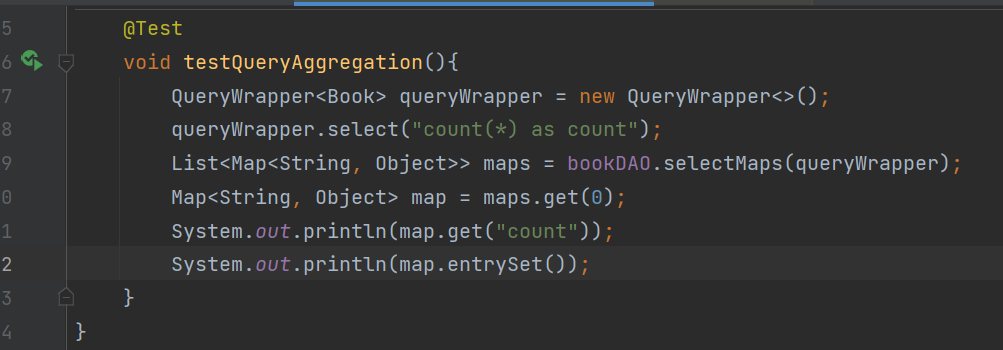 5 @Test
6 void testQueryAggregation(){
7 QueryWrapper<Book> queryWrapper = new QueryWrapper<>();
8 queryWrapper.select("count(*) as count");
9 List<Map<String, Object>> maps = bookDAO.selectMaps(queryWrapper);
0 Map<String, Object> map = maps.get(0);
1 System.out.println(map.get("count"));
2 System.out.println(map.entrySet());
3 }
4 }